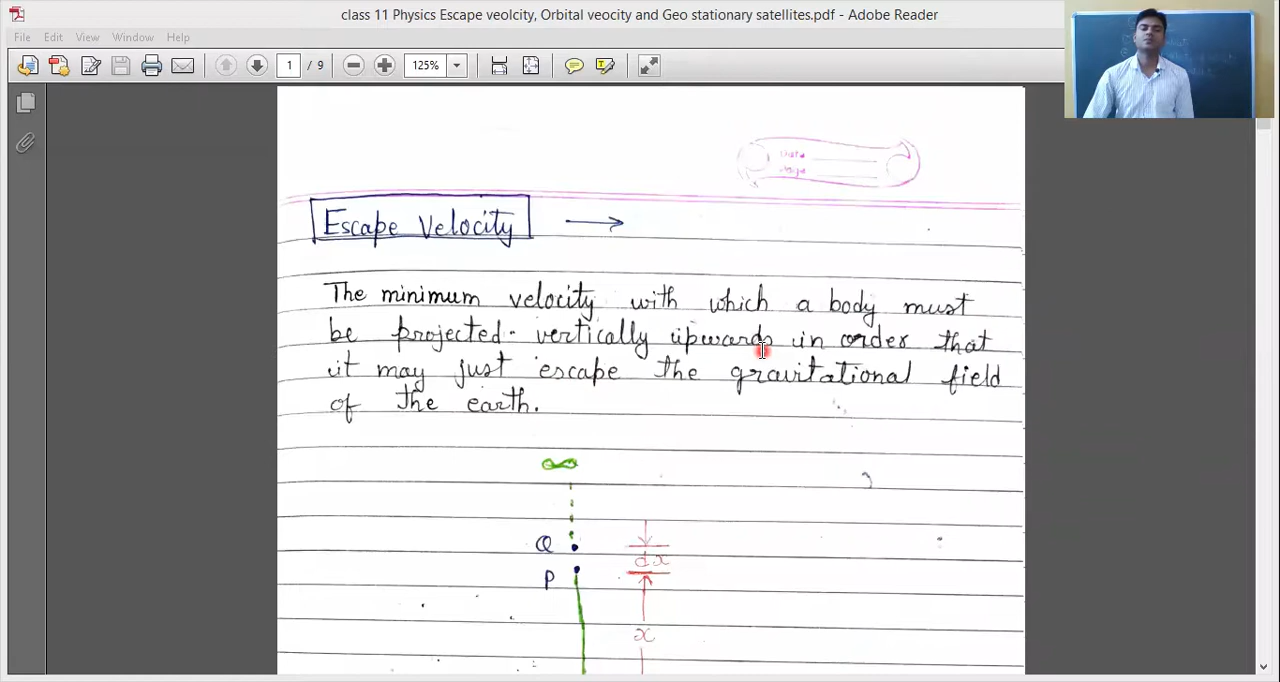 class 11 Physics Escape veolcity, Orbital veocity and Geo stationary satellites.pdf - Adobe Reader
File Edit View Window Help
1 / 9 125%
Date
Page
Escape Velocity →
The minimum velocity with which a body must
be projected vertically upwards in order that
it may just escape the gravitational field
of the earth.
∞
Q
dx
P
x